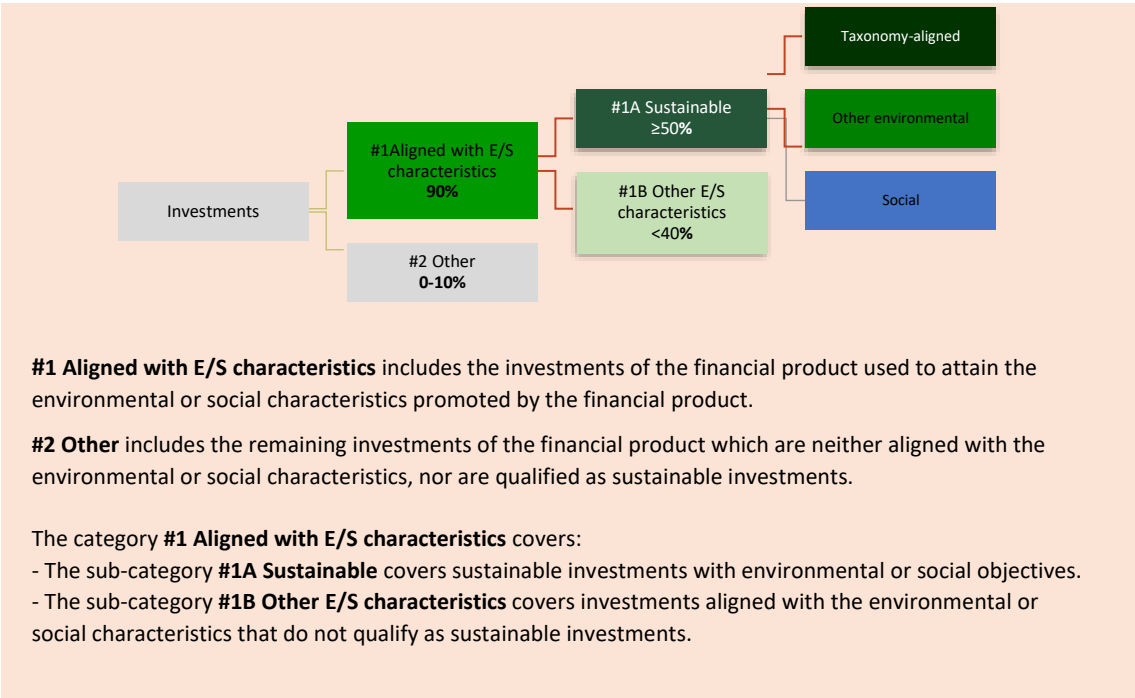 Investments
#1Aligned with E/S
characteristics
90%
#2 Other
0-10%
#1A Sustainable
≥50%
#1B Other E/S
characteristics
<40%
Taxonomy-aligned
Other environmental
Social
#1 Aligned with E/S characteristics includes the investments of the financial product used to attain the
environmental or social characteristics promoted by the financial product.
#2 Other includes the remaining investments of the financial product which are neither aligned with the
environmental or social characteristics, nor are qualified as sustainable investments.
The category #1 Aligned with E/S characteristics covers:
- The sub-category #1A Sustainable covers sustainable investments with environmental or social objectives.
- The sub-category #1B Other E/S characteristics covers investments aligned with the environmental or
social characteristics that do not qualify as sustainable investments.